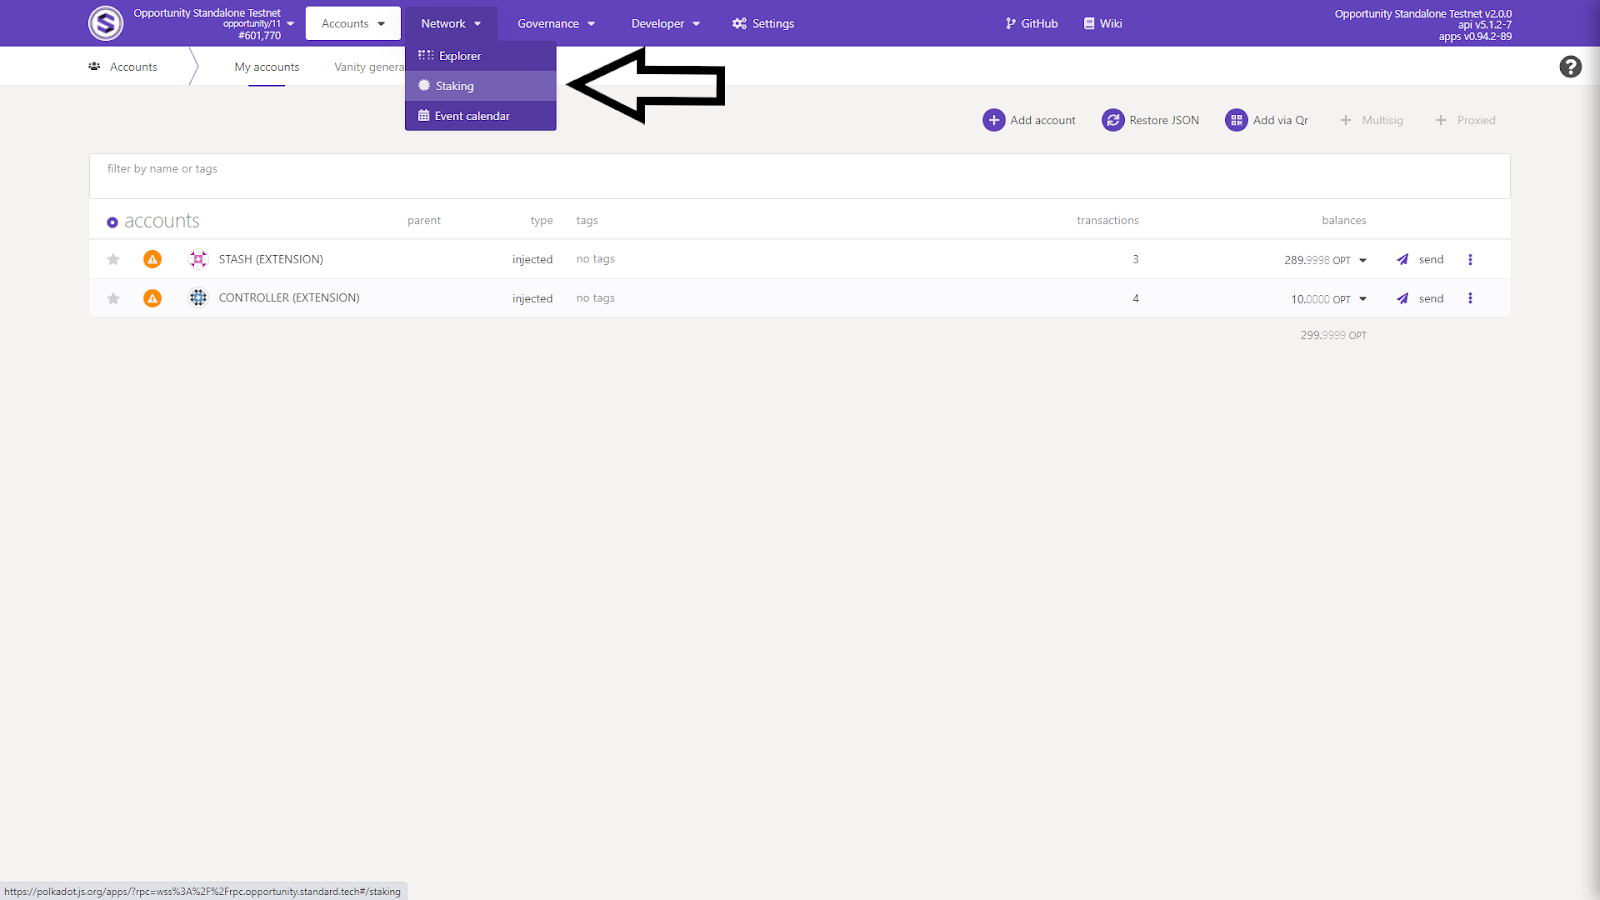 Opportunity Standalone Testnet
opportunity/11
#601,770
Accounts
Network
Governance
Developer
Settings
GitHub
Wiki
Opportunity Standalone Testnet v2.0.0
api v5.1.2-7
apps v0.94.2-89
Explorer
Staking
Event calendar
Accounts
My accounts
Vanity genera
Add account
Restore JSON
Add via Qr
Multisig
Proxied
filter by name or tags
accounts parent type tags transactions balances
STASH (EXTENSION) injected no tags 3 289.9998 OPT send
CONTROLLER (EXTENSION) injected no tags 4 10.0000 OPT send
299.9999 OPT
https://polkadot.js.org/apps/?rpc=wss%3A%2F%2Frpc.opportunity.standard.tech#/staking